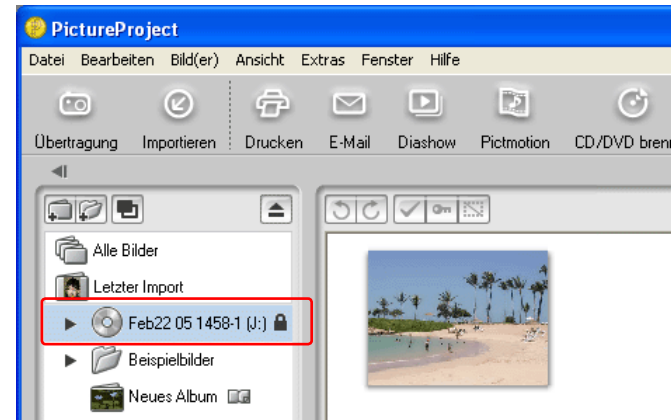 PictureProject
Datei Bearbeiten Bild(er) Ansicht Extras Fenster Hilfe
Übertragung Importieren Drucken E-Mail Diashow Pictmotion CD/DVD brenn
Alle Bilder
Letzter Import
Feb22 05 1458-1 (J:)
Beispielbilder
Neues Album